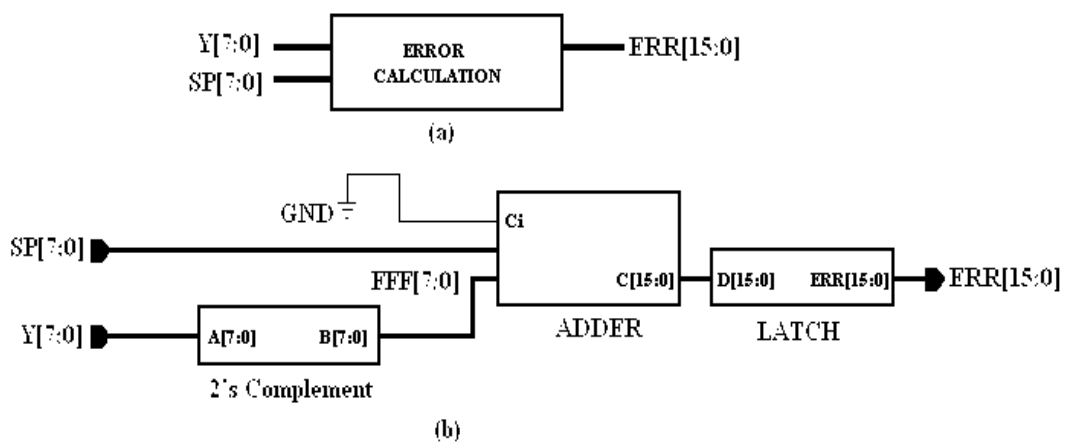 Y[7:0]
SP[7:0]
ERROR
CALCULATION
ERR[15:0]
(a)
GND
Ci
SP[7:0]
FFF[7:0]
C[15:0]
D[15:0]
ERR[15:0]
ERR[15:0]
ADDER
LATCH
Y[7:0]
A[7:0]
B[7:0]
2's Complement
(b)